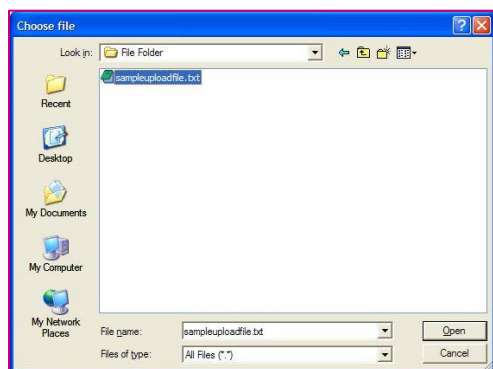 Choose file
Look in: File Folder
sampleuploadfile.txt
Recent
Desktop
My Documents
My Computer
My Network
Places
File name: sampleuploadfile.txt Open
Files of type: All Files (*.*) Cancel